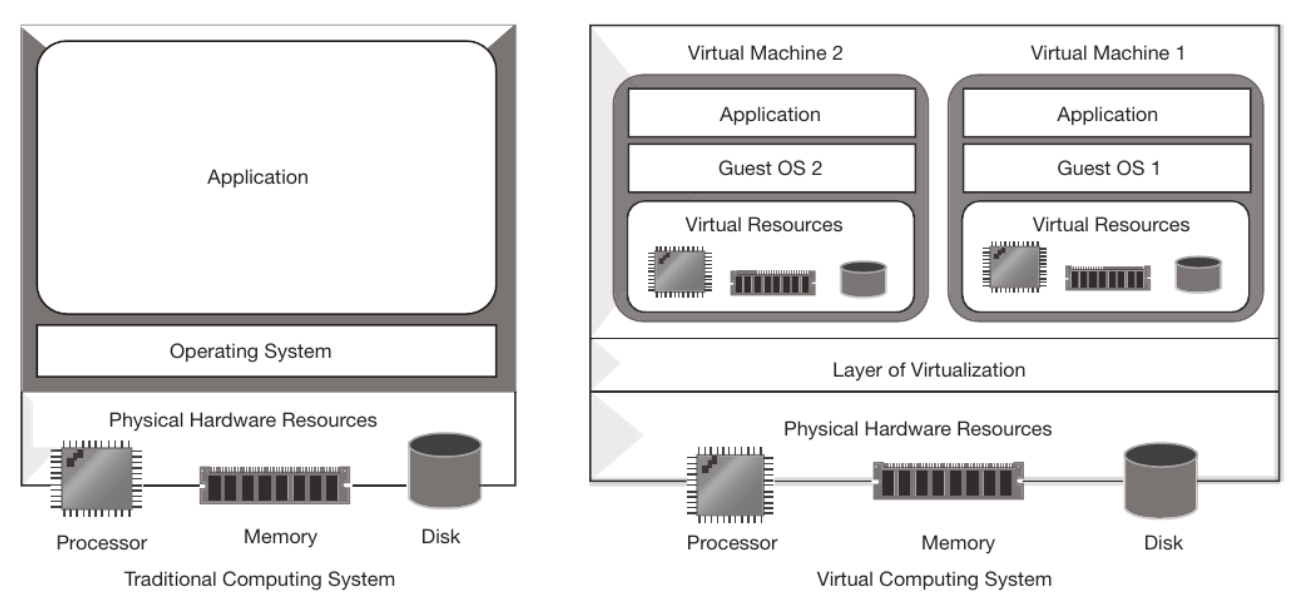 Application
Operating System
Physical Hardware Resources
Processor
Memory
Disk
Traditional Computing System
Virtual Machine 2
Application
Guest OS 2
Virtual Resources
Virtual Machine 1
Application
Guest OS 1
Virtual Resources
Layer of Virtualization
Physical Hardware Resources
Processor
Memory
Disk
Virtual Computing System